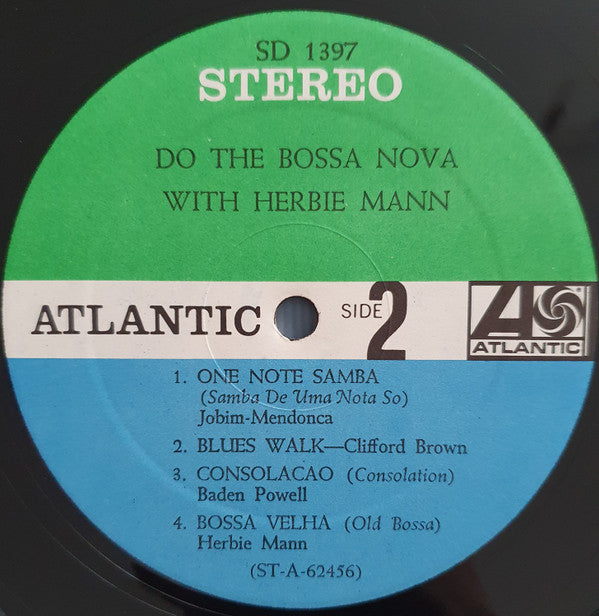 SD 1397
STEREO
DO THE BOSSA NOVA
WITH HERBIE MANN
ATLANTIC
SIDE 2
ATLANTIC
1. ONE NOTE SAMBA
(Samba De Uma Nota So)
Jobim-Mendonca
2. BLUES WALK—Clifford Brown
3. CONSOLACAO (Consolation)
Baden Powell
4. BOSSA VELHA (Old Bossa)
Herbie Mann
(ST-A-62456)